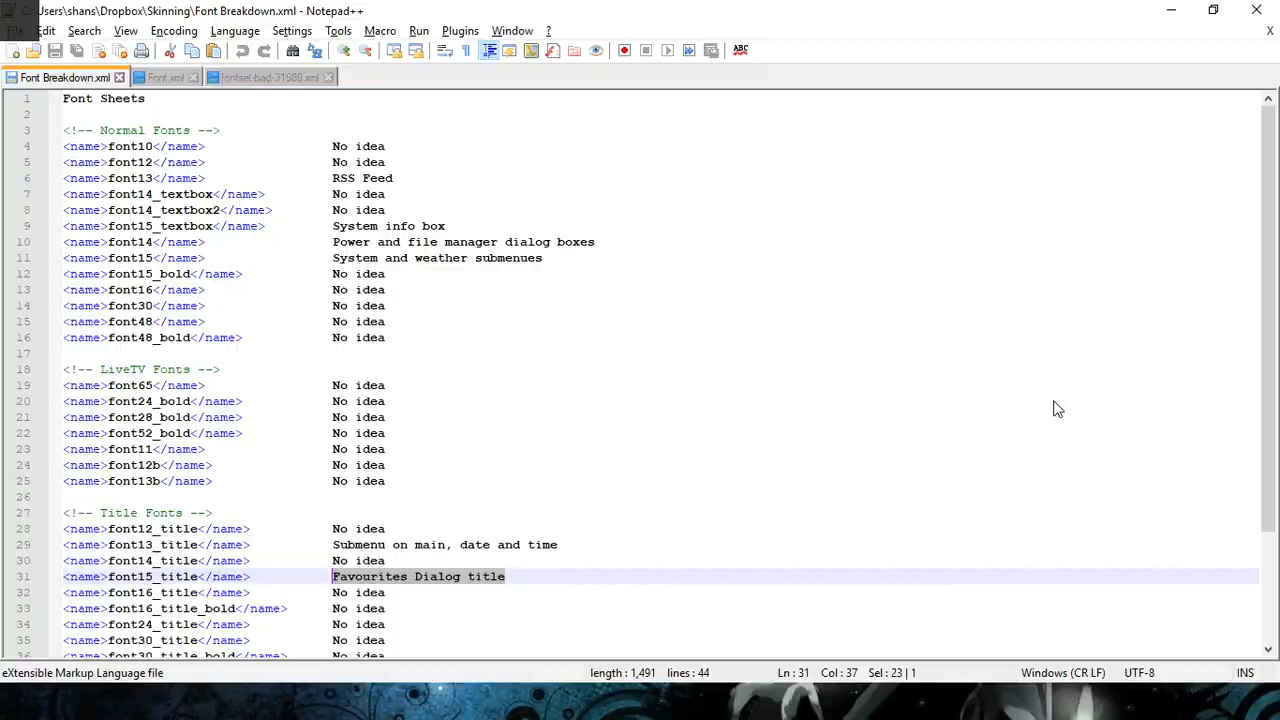 C:\Users\shans\Dropbox\Skinning\Font Breakdown.xml - Notepad++
File Edit Search View Encoding Language Settings Tools Macro Run Plugins Window ? X
ABC
Font Breakdown.xml Font.xml fontset-bad-31980.xml
1 Font Sheets
2
3 <!-- Normal Fonts -->
4 <name>font10</name> No idea
5 <name>font12</name> No idea
6 <name>font13</name> RSS Feed
7 <name>font14_textbox</name> No idea
8 <name>font14_textbox2</name> No idea
9 <name>font15_textbox</name> System info box
10 <name>font14</name> Power and file manager dialog boxes
11 <name>font15</name> System and weather submenues
12 <name>font15_bold</name> No idea
13 <name>font16</name> No idea
14 <name>font30</name> No idea
15 <name>font48</name> No idea
16 <name>font48_bold</name> No idea
17
18 <!-- LiveTV Fonts -->
19 <name>font65</name> No idea
20 <name>font24_bold</name> No idea
21 <name>font28_bold</name> No idea
22 <name>font52_bold</name> No idea
23 <name>font11</name> No idea
24 <name>font12b</name> No idea
25 <name>font13b</name> No idea
26
27 <!-- Title Fonts -->
28 <name>font12_title</name> No idea
29 <name>font13_title</name> Submenu on main, date and time
30 <name>font14_title</name> No idea
31 <name>font15_title</name> Favourites Dialog title
32 <name>font16_title</name> No idea
33 <name>font16_title_bold</name> No idea
34 <name>font24_title</name> No idea
35 <name>font30_title</name> No idea
36 <name>font30_title_bold</name> No idea
eXtensible Markup Language file length : 1,491 lines : 44 Ln : 31 Col : 37 Sel : 23 | 1 Windows (CR LF) UTF-8 INS